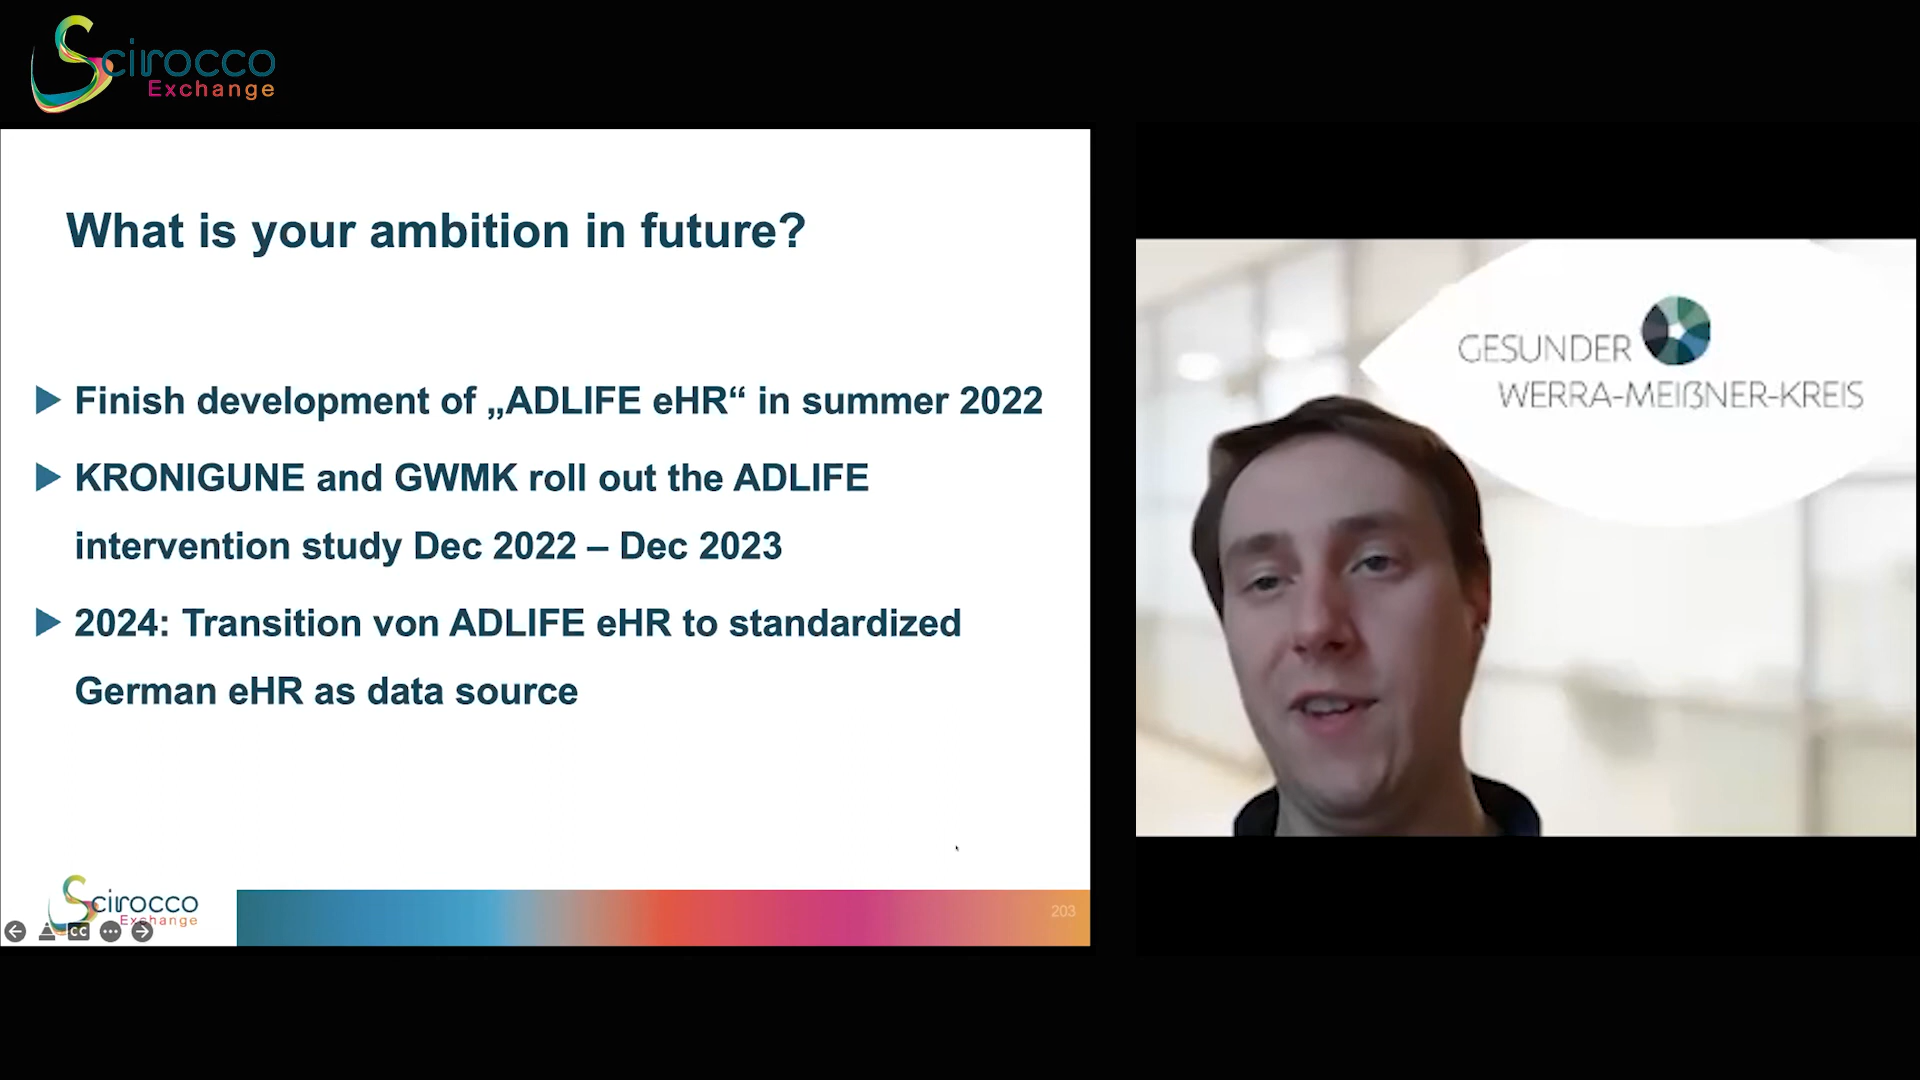 Scirocco
Exchange
What is your ambition in future?
Finish development of „ADLIFE eHR“ in summer 2022
KRONIGUNE and GWMK roll out the ADLIFE
intervention study Dec 2022 – Dec 2023
2024: Transition von ADLIFE eHR to standardized
German eHR as data source
Scirocco
Exchange
CC
203
GESUNDER
WERRA-MEIẞNER-KREIS